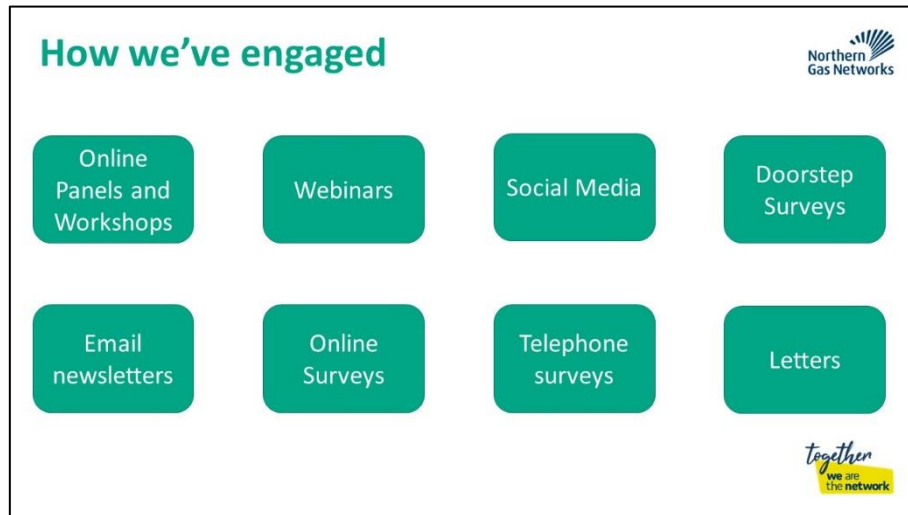 How we've engaged
Northern
Gas Networks
Online
Panels and
Workshops
Webinars
Social Media
Doorstep
Surveys
Email
newsletters
Online
Surveys
Telephone
surveys
Letters
together
we are
the network